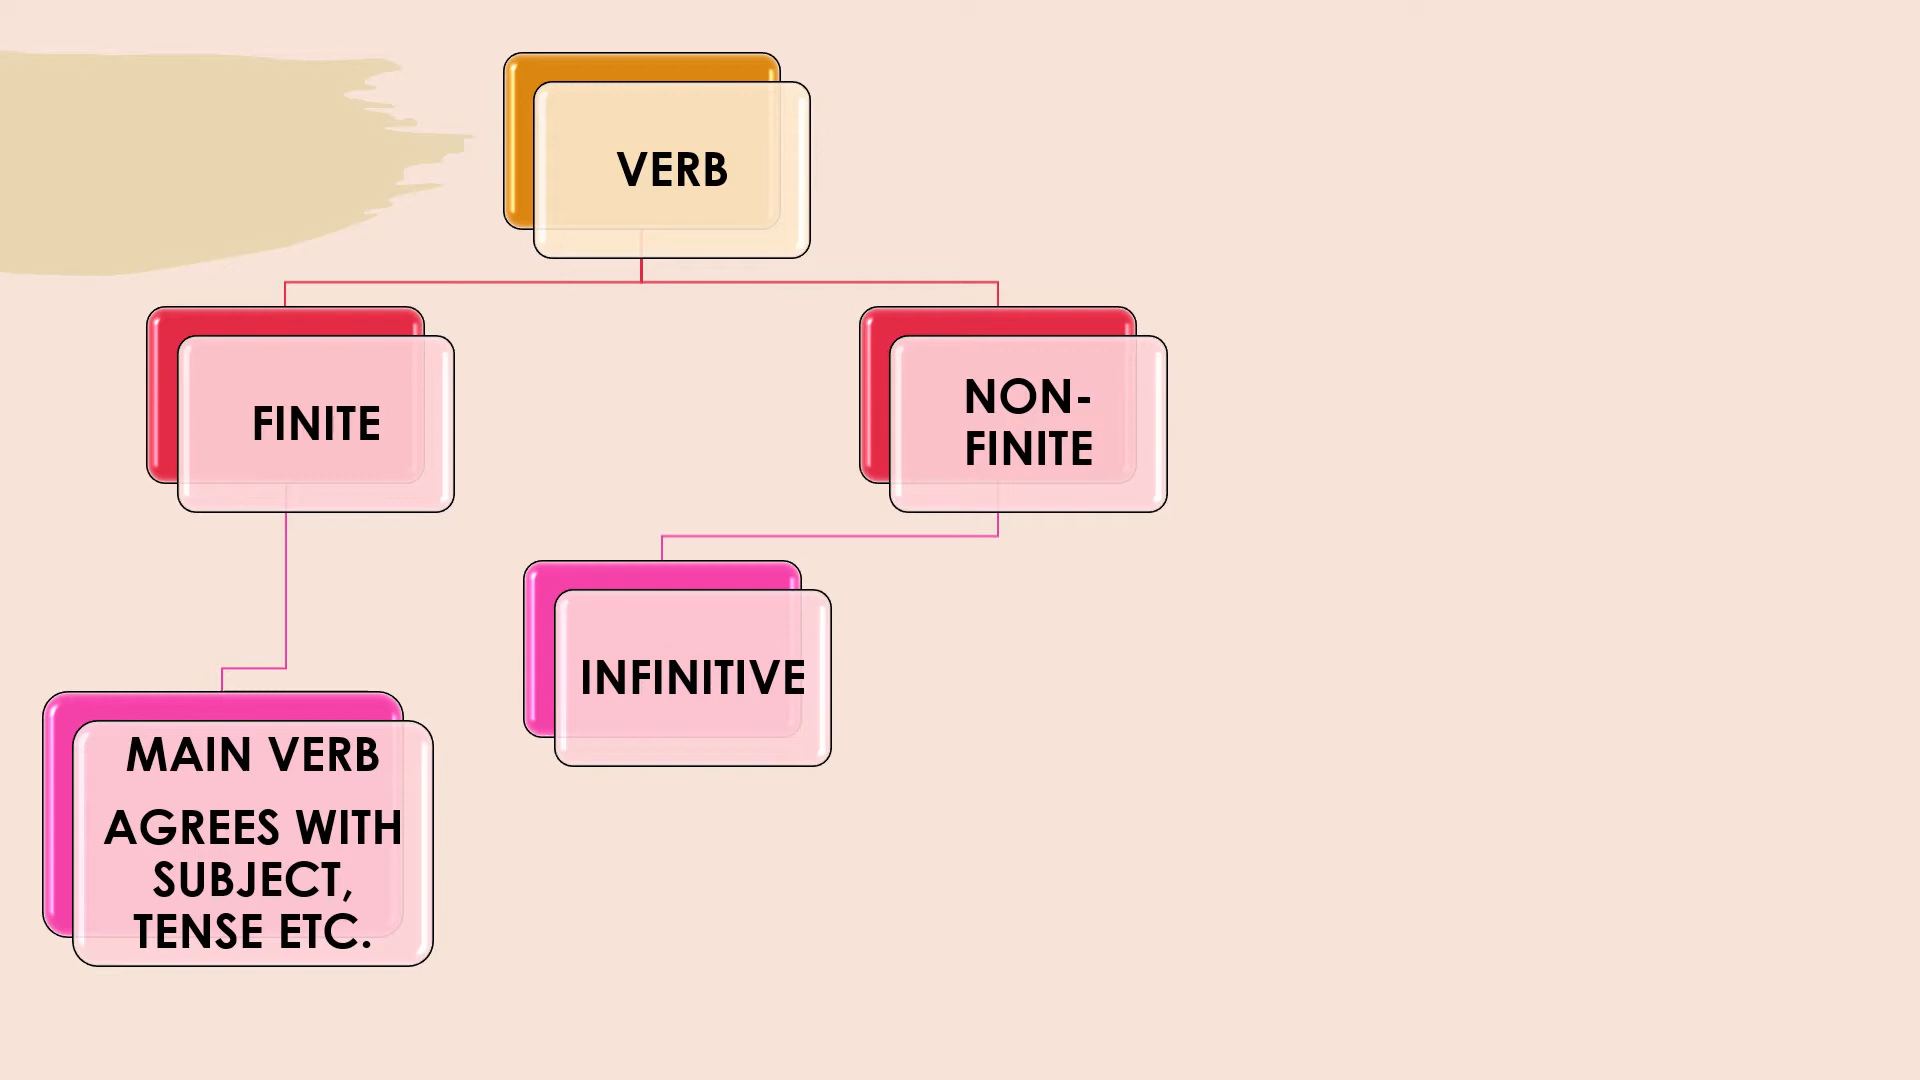 VERB
FINITE
NON-
FINITE
INFINITIVE
MAIN VERB
AGREES WITH
SUBJECT,
TENSE ETC.